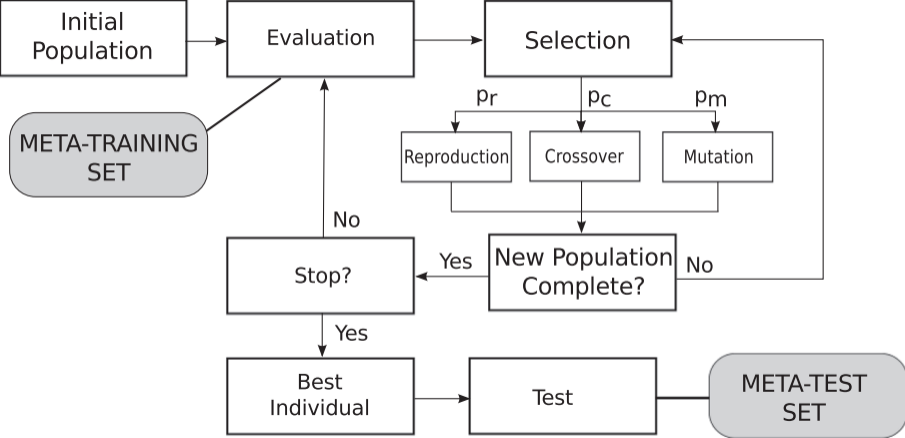 Initial
Population
Evaluation
Selection
META-TRAINING
SET
pr
pc
pm
Reproduction
Crossover
Mutation
No
Stop?
Yes
New Population
Complete?
No
Yes
Best
Individual
Test
META-TEST
SET